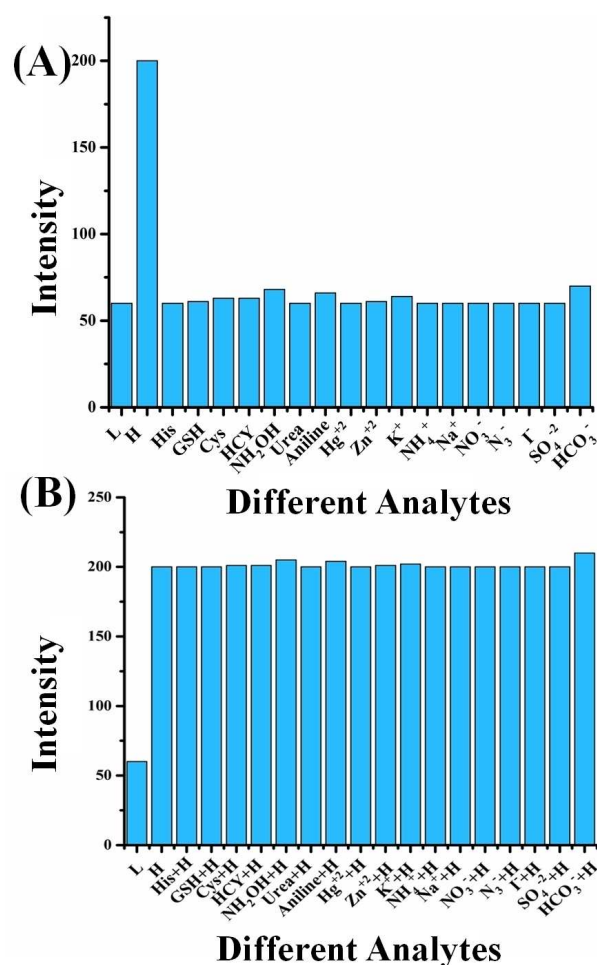 (A)
Intensity
200
150
100
50
0
L
H
His
GSH
Cys
HCY
NH₂OH
Urea
Aniline
Hg⁺²
Zn⁺²
K⁺
NH₄⁺
Na⁺
NO₃⁻
N₃⁻
I⁻
SO₄⁻²
HCO₃⁻
Different Analytes
(B)
Intensity
250
200
150
100
50
0
L
H
His+H
GSH+H
Cys+H
HCY+H
NH₂OH+H
Urea+H
Aniline+H
Hg⁺²+H
Zn⁺²+H
K⁺+H
NH₄⁺+H
Na⁺+H
NO₃⁻+H
N₃⁻+H
I⁻+H
SO₄⁻²+H
HCO₃⁻+H
Different Analytes